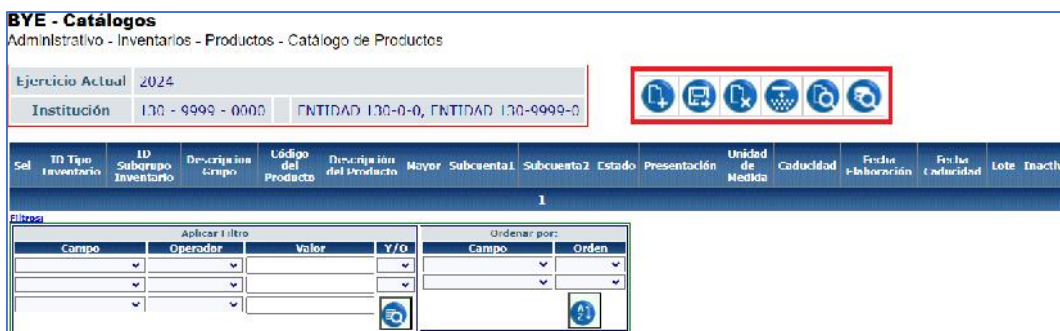 BYE - Catálogos
Administrativo - Inventarios - Productos - Catálogo de Productos
Ejercicio Actual 2024
Institución 130 - 9999 - 0000 ENTIDAD 130-0-0, ENTIDAD 130-9999-0
Sel ID Tipo Inventario ID Subgrupo Inventario Descripcion Grupo Código del Producto Descripción del Producto Mayor Subcuenta1 Subcuenta2 Estado Presentación Unidad de Medida Caducidad Fecha Elaboración Fecha Caducidad Lote
1
Filtros:
Aplicar Filtro Ordenar por:
Campo Operador Valor Y/O Campo Orden